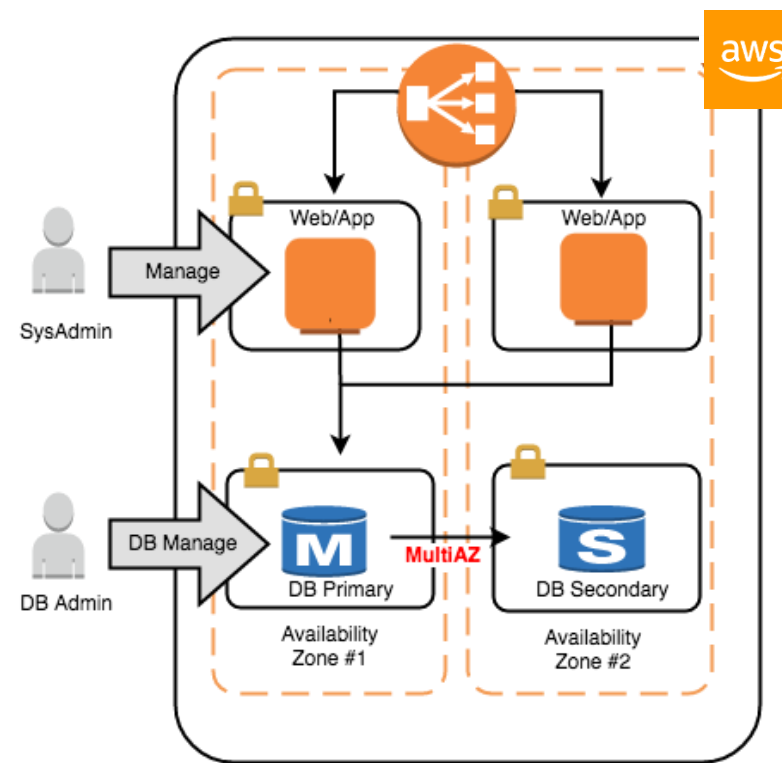 aws
Web/App
Web/App
Manage
SysAdmin
M
S
DB Manage
MultiAZ
DB Primary
DB Secondary
DB Admin
Availability
Zone #1
Availability
Zone #2